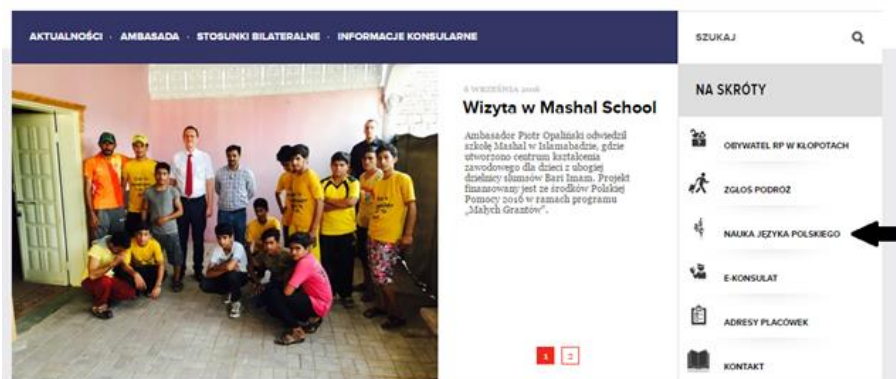 AKTUALNOŚCI · AMBASADA · STOSUNKI BILATERALNE · INFORMACJE KONSULARNE
SZUKAJ
6 WRZEŚNIA 2016
Wizyta w Mashal School
Ambasador Piotr Opaliński odwiedził
szkołę Mashal w Islamabadzie, gdzie
utworzono centrum kształcenia
zawodowego dla dzieci z ubogiej
dzielnicy slumsów Bari Imam. Projekt
finansowany jest ze środków Polskiej
Pomocy 2016 w ramach programu
„Małych Grantów”.
1 2
NA SKRÓTY
OBYWATEL RP W KŁOPOTACH
ZGŁOŚ PODRÓŻ
NAUKA JĘZYKA POLSKIEGO
E-KONSULAT
ADRESY PLACÓWEK
KONTAKT